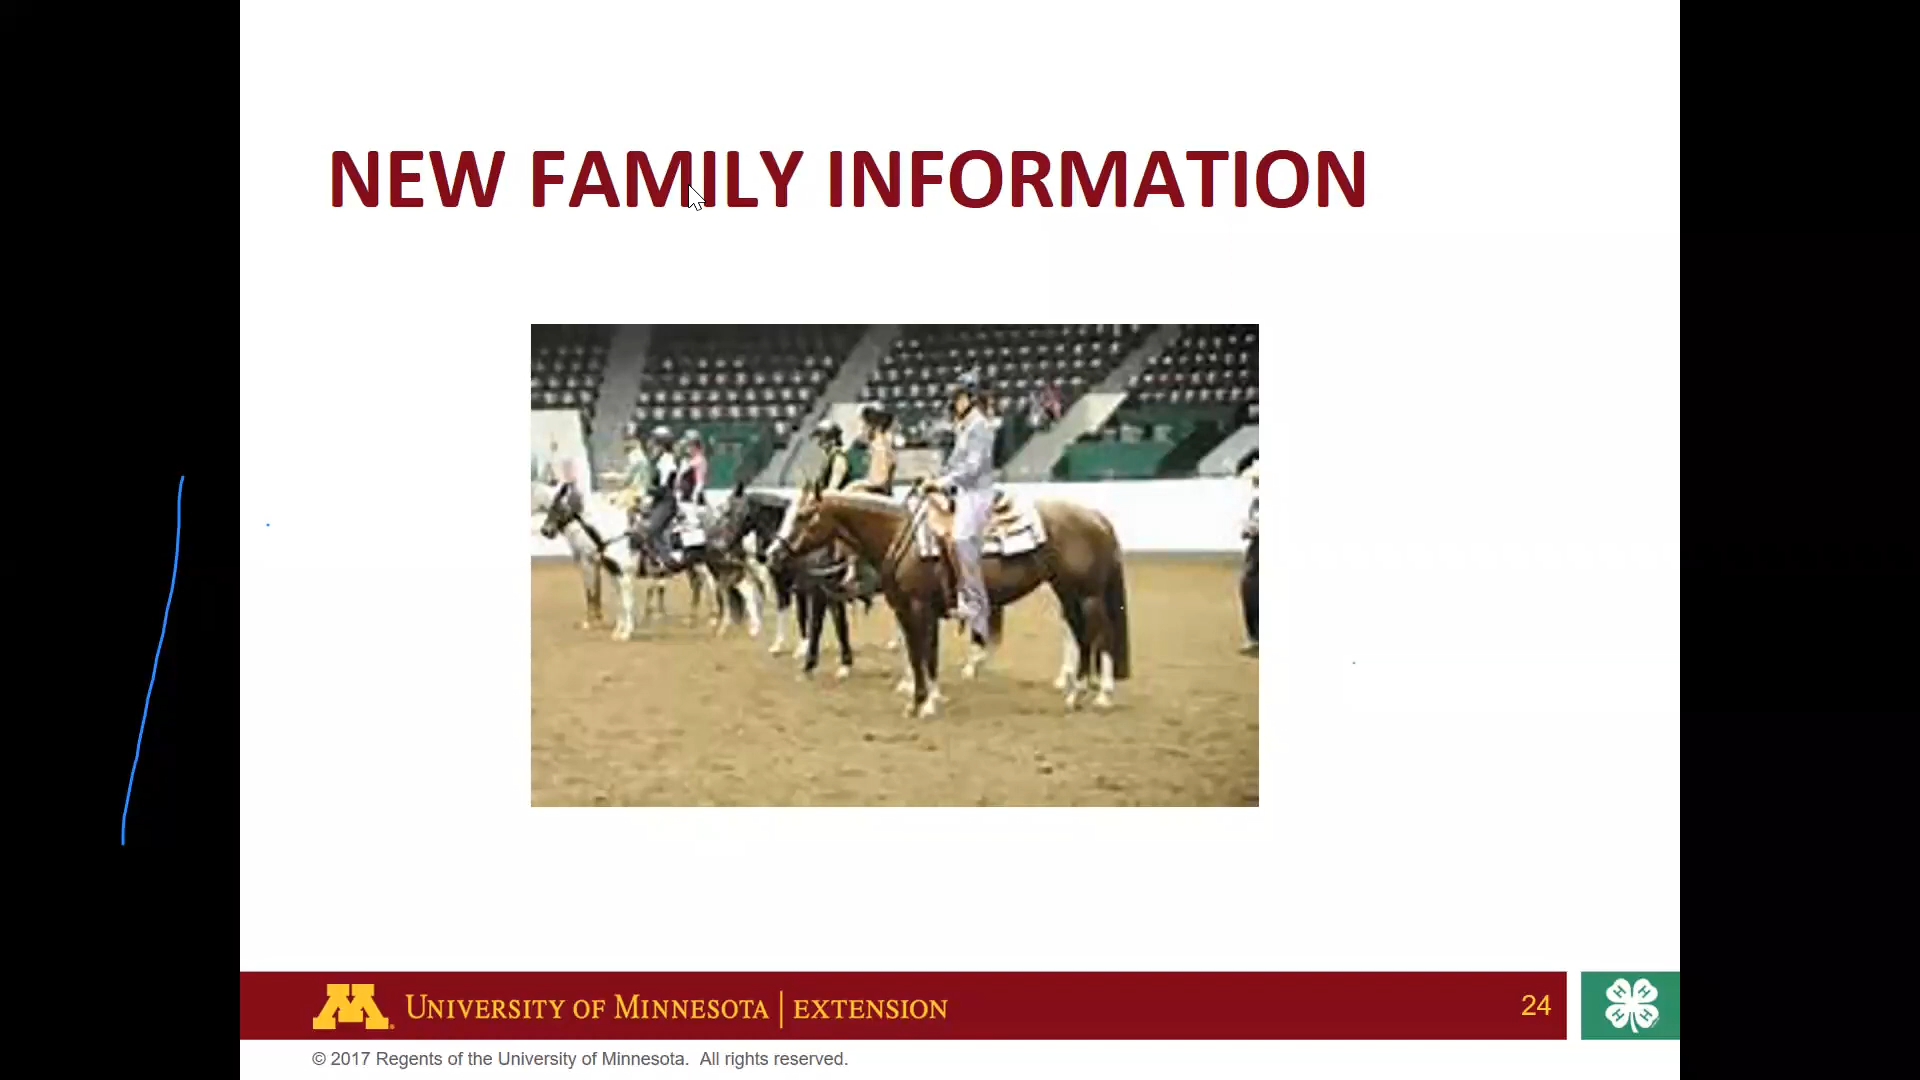 NEW FAMILY INFORMATION
UNIVERSITY OF MINNESOTA | EXTENSION
24
H H H H
© 2017 Regents of the University of Minnesota. All rights reserved.